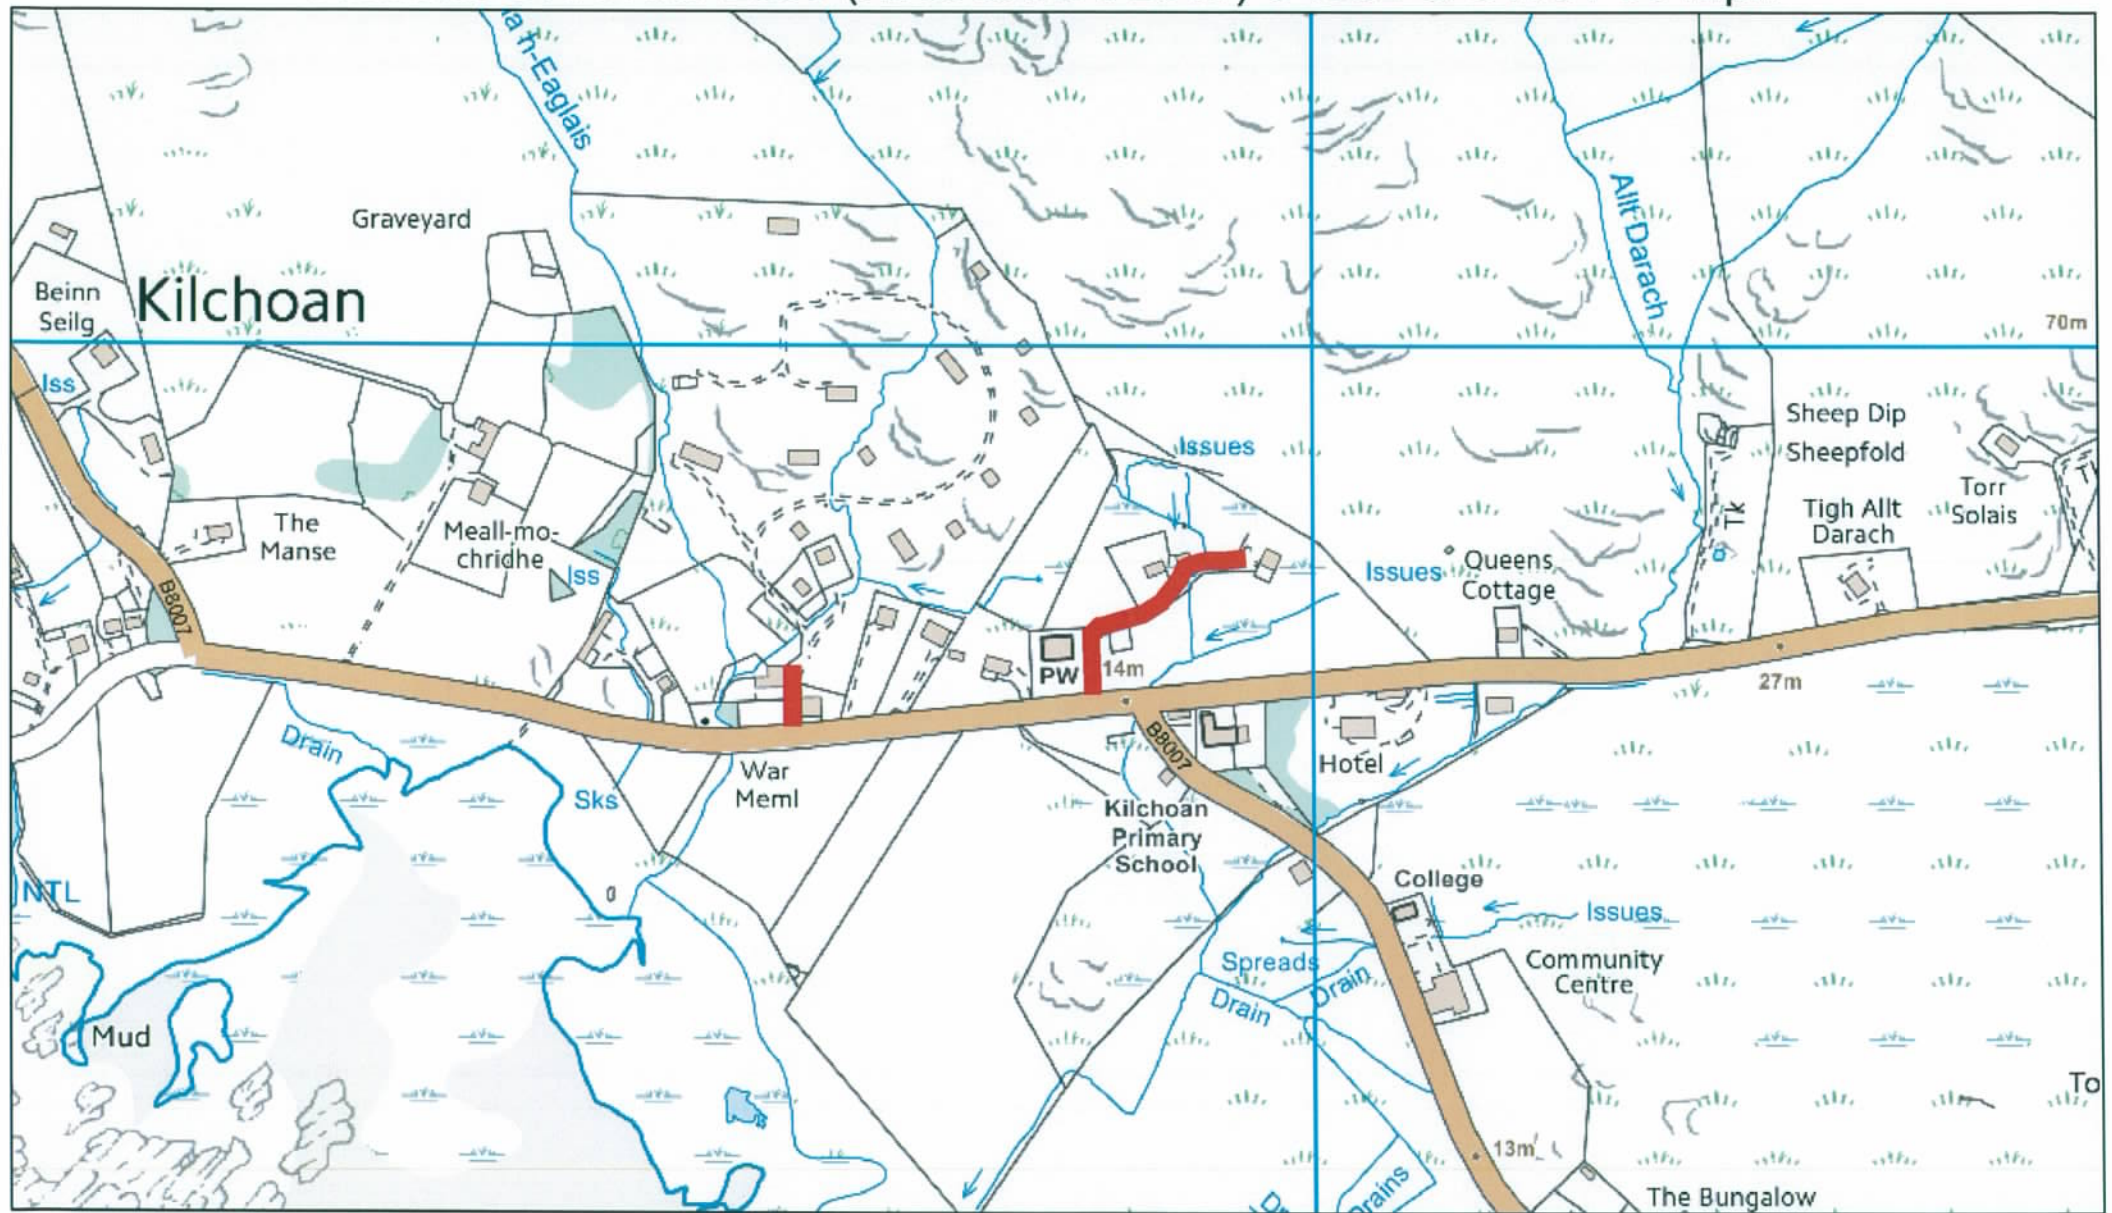 na h-Eaglais
Graveyard
Kilchoan
Beinn
Seilg
Allt Darach
70m
Iss
Issues
Sheep Dip
Sheepfold
Torr
Solais
Tk
Tigh Allt
Darach
The
Manse
Meall-mo-
chridhe
Iss
Issues
Queens
Cottage
B8007
PW
14m
27m
Drain
War
Meml
B8007
Hotel
Sks
Kilchoan
Primary
School
College
NTL
Issues
Spreads
Drain
Drain
Community
Centre
Mud
To
13m
Drains
The Bungalow